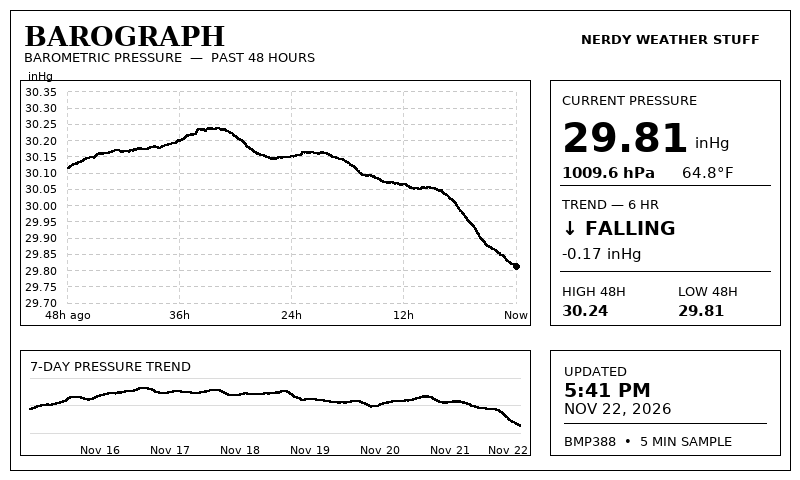 BAROGRAPH
BAROMETRIC PRESSURE — PAST 48 HOURS
NERDY WEATHER STUFF
inHg
30.35
30.30
30.25
30.20
30.15
30.10
30.05
30.00
29.95
29.90
29.85
29.80
29.75
29.70
48h ago 36h 24h 12h Now
CURRENT PRESSURE
29.81 inHg
1009.6 hPa 64.8°F
TREND — 6 HR
↓ FALLING
-0.17 inHg
HIGH 48H LOW 48H
30.24 29.81
7-DAY PRESSURE TREND
Nov 16 Nov 17 Nov 18 Nov 19 Nov 20 Nov 21 Nov 22
UPDATED
5:41 PM
NOV 22, 2026
BMP388 • 5 MIN SAMPLE